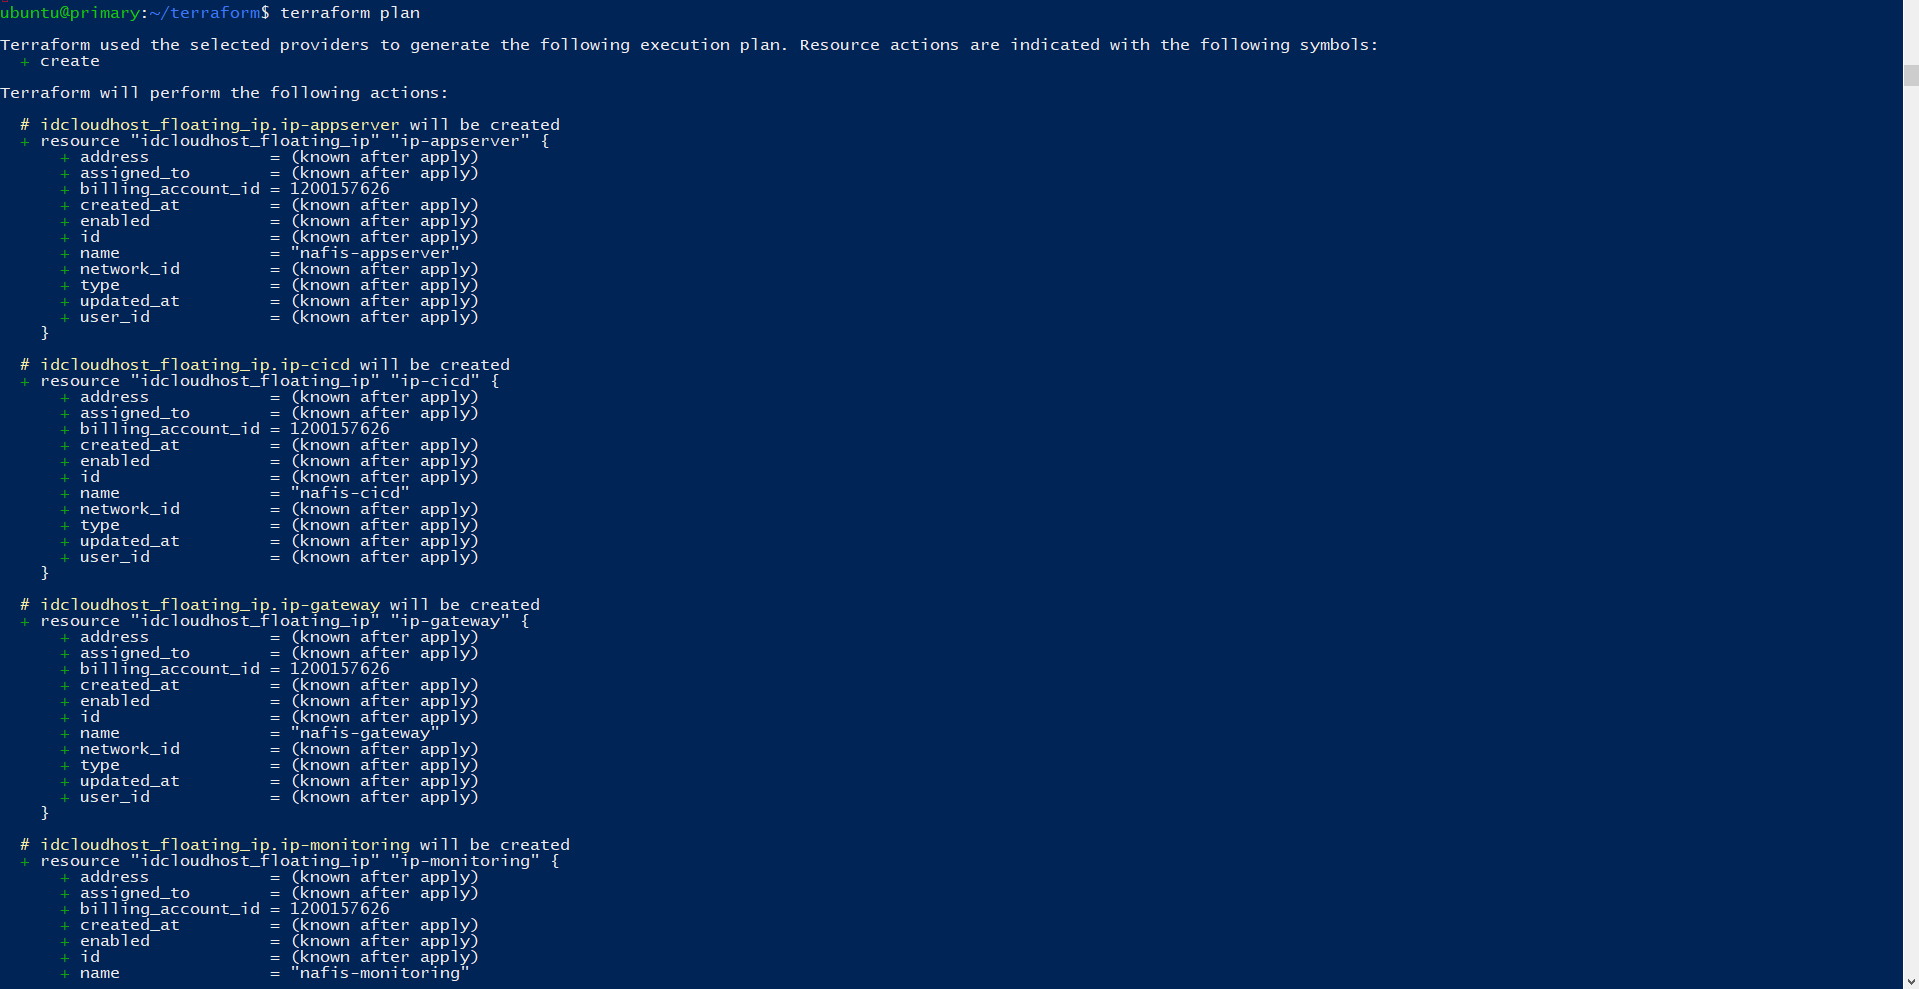 ubuntu@primary:~/terraform$ terraform plan
Terraform used the selected providers to generate the following execution plan. Resource actions are indicated with the following symbols:
  + create
Terraform will perform the following actions:
  # idcloudhost_floating_ip.ip-appserver will be created
  + resource "idcloudhost_floating_ip" "ip-appserver" {
      + address            = (known after apply)
      + assigned_to        = (known after apply)
      + billing_account_id = 1200157626
      + created_at         = (known after apply)
      + enabled            = (known after apply)
      + id                 = (known after apply)
      + name               = "nafis-appserver"
      + network_id         = (known after apply)
      + type               = (known after apply)
      + updated_at         = (known after apply)
      + user_id            = (known after apply)
    }
  # idcloudhost_floating_ip.ip-cicd will be created
  + resource "idcloudhost_floating_ip" "ip-cicd" {
      + address            = (known after apply)
      + assigned_to        = (known after apply)
      + billing_account_id = 1200157626
      + created_at         = (known after apply)
      + enabled            = (known after apply)
      + id                 = (known after apply)
      + name               = "nafis-cicd"
      + network_id         = (known after apply)
      + type               = (known after apply)
      + updated_at         = (known after apply)
      + user_id            = (known after apply)
    }
  # idcloudhost_floating_ip.ip-gateway will be created
  + resource "idcloudhost_floating_ip" "ip-gateway" {
      + address            = (known after apply)
      + assigned_to        = (known after apply)
      + billing_account_id = 1200157626
      + created_at         = (known after apply)
      + enabled            = (known after apply)
      + id                 = (known after apply)
      + name               = "nafis-gateway"
      + network_id         = (known after apply)
      + type               = (known after apply)
      + updated_at         = (known after apply)
      + user_id            = (known after apply)
    }
  # idcloudhost_floating_ip.ip-monitoring will be created
  + resource "idcloudhost_floating_ip" "ip-monitoring" {
      + address            = (known after apply)
      + assigned_to        = (known after apply)
      + billing_account_id = 1200157626
      + created_at         = (known after apply)
      + enabled            = (known after apply)
      + id                 = (known after apply)
      + name               = "nafis-monitoring"